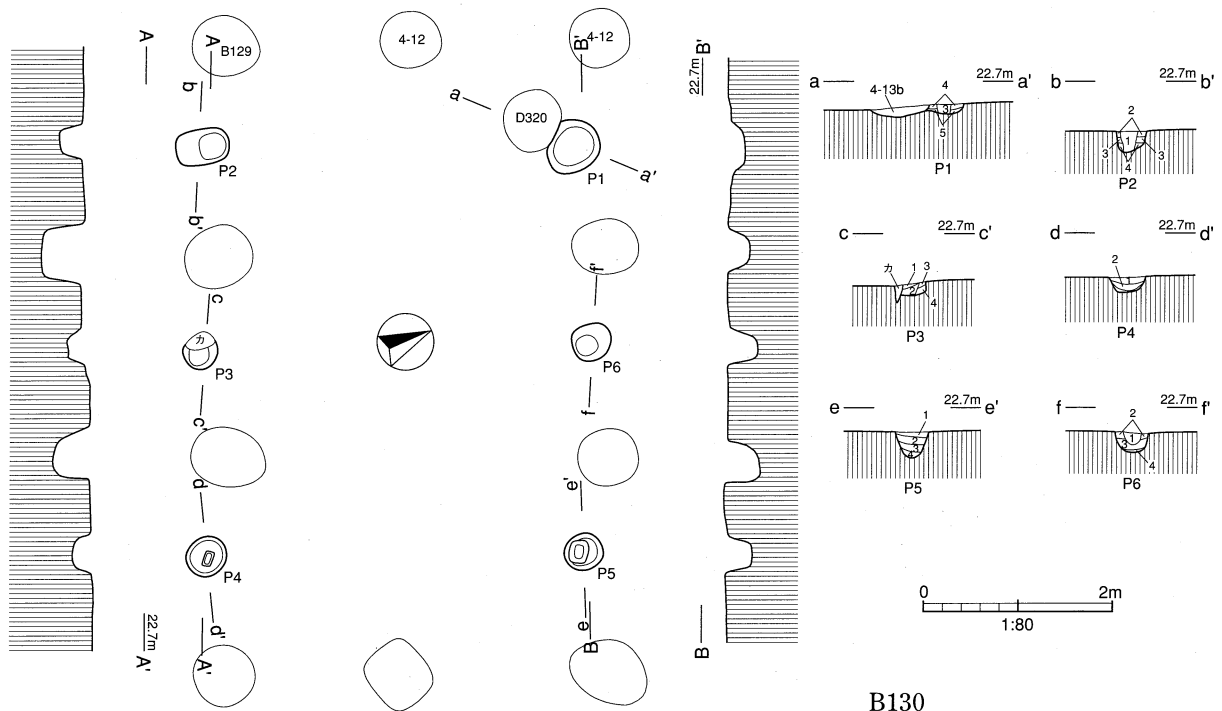 A
A
B129
4-12
B'
4-12
22.7m
B'
b
a
D320
P2
P1
a'
b'
f'
c
カ
P3
P6
c'
f
d
e'
P4
P5
22.7m
d'
e
A'
A'
B
B
a
22.7m
a'
4-13b
4
3
5
P1
b
22.7m
b'
2
1
3
3
4
P2
c
22.7m
c'
カ
1
3
2
4
P3
d
22.7m
d'
2
1
P4
e
22.7m
e'
1
2
3
4
P5
f
22.7m
f'
2
1
3
4
P6
0
2m
1:80
B130